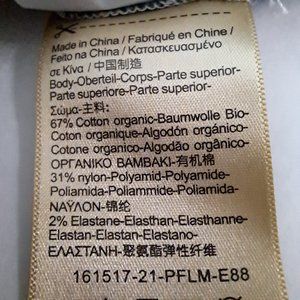 Made in China / Fabriqué en Chine /
Feito na China / Κατασκευασμένο
σε Κίνα / 中国制造
Body-Oberteil-Corps-Parte superior-
Parte superiore-Parte superior-
Σώμα-主料:
67% Cotton organic-Baumwolle Bio-
Coton organique-Algodón orgánico-
Cotone organico-Algodão orgânico-
ΟΡΓΑΝΙΚΟ ΒΑΜΒΑΚΙ-有机棉
31% nylon-Polyamid-Polyamide-
Poliamida-Poliammide-Poliamida-
ΝΑΫΛΟΝ-锦纶
2% Elastane-Elasthan-Elasthanne-
Elastan-Elastan-Elastano-
ΕΛΑΣΤΑΝΗ-聚氨酯弹性纤维
161517-21-PFLM-E88